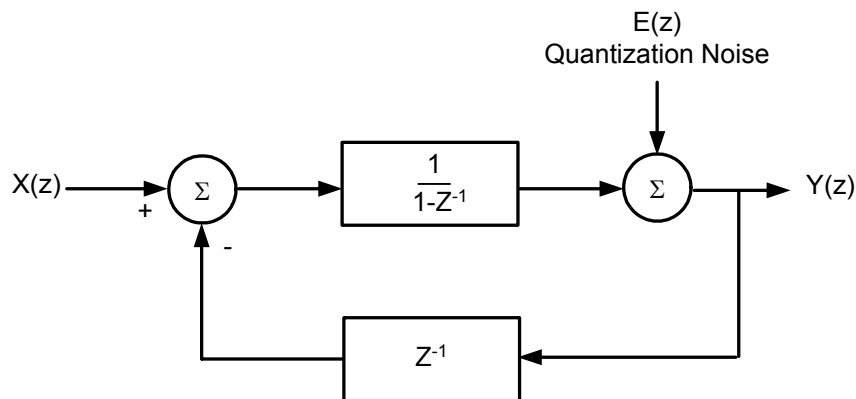 E(z)
Quantization Noise
X(z)
+
Σ
1
1-Z⁻¹
Σ
Y(z)
-
Z⁻¹